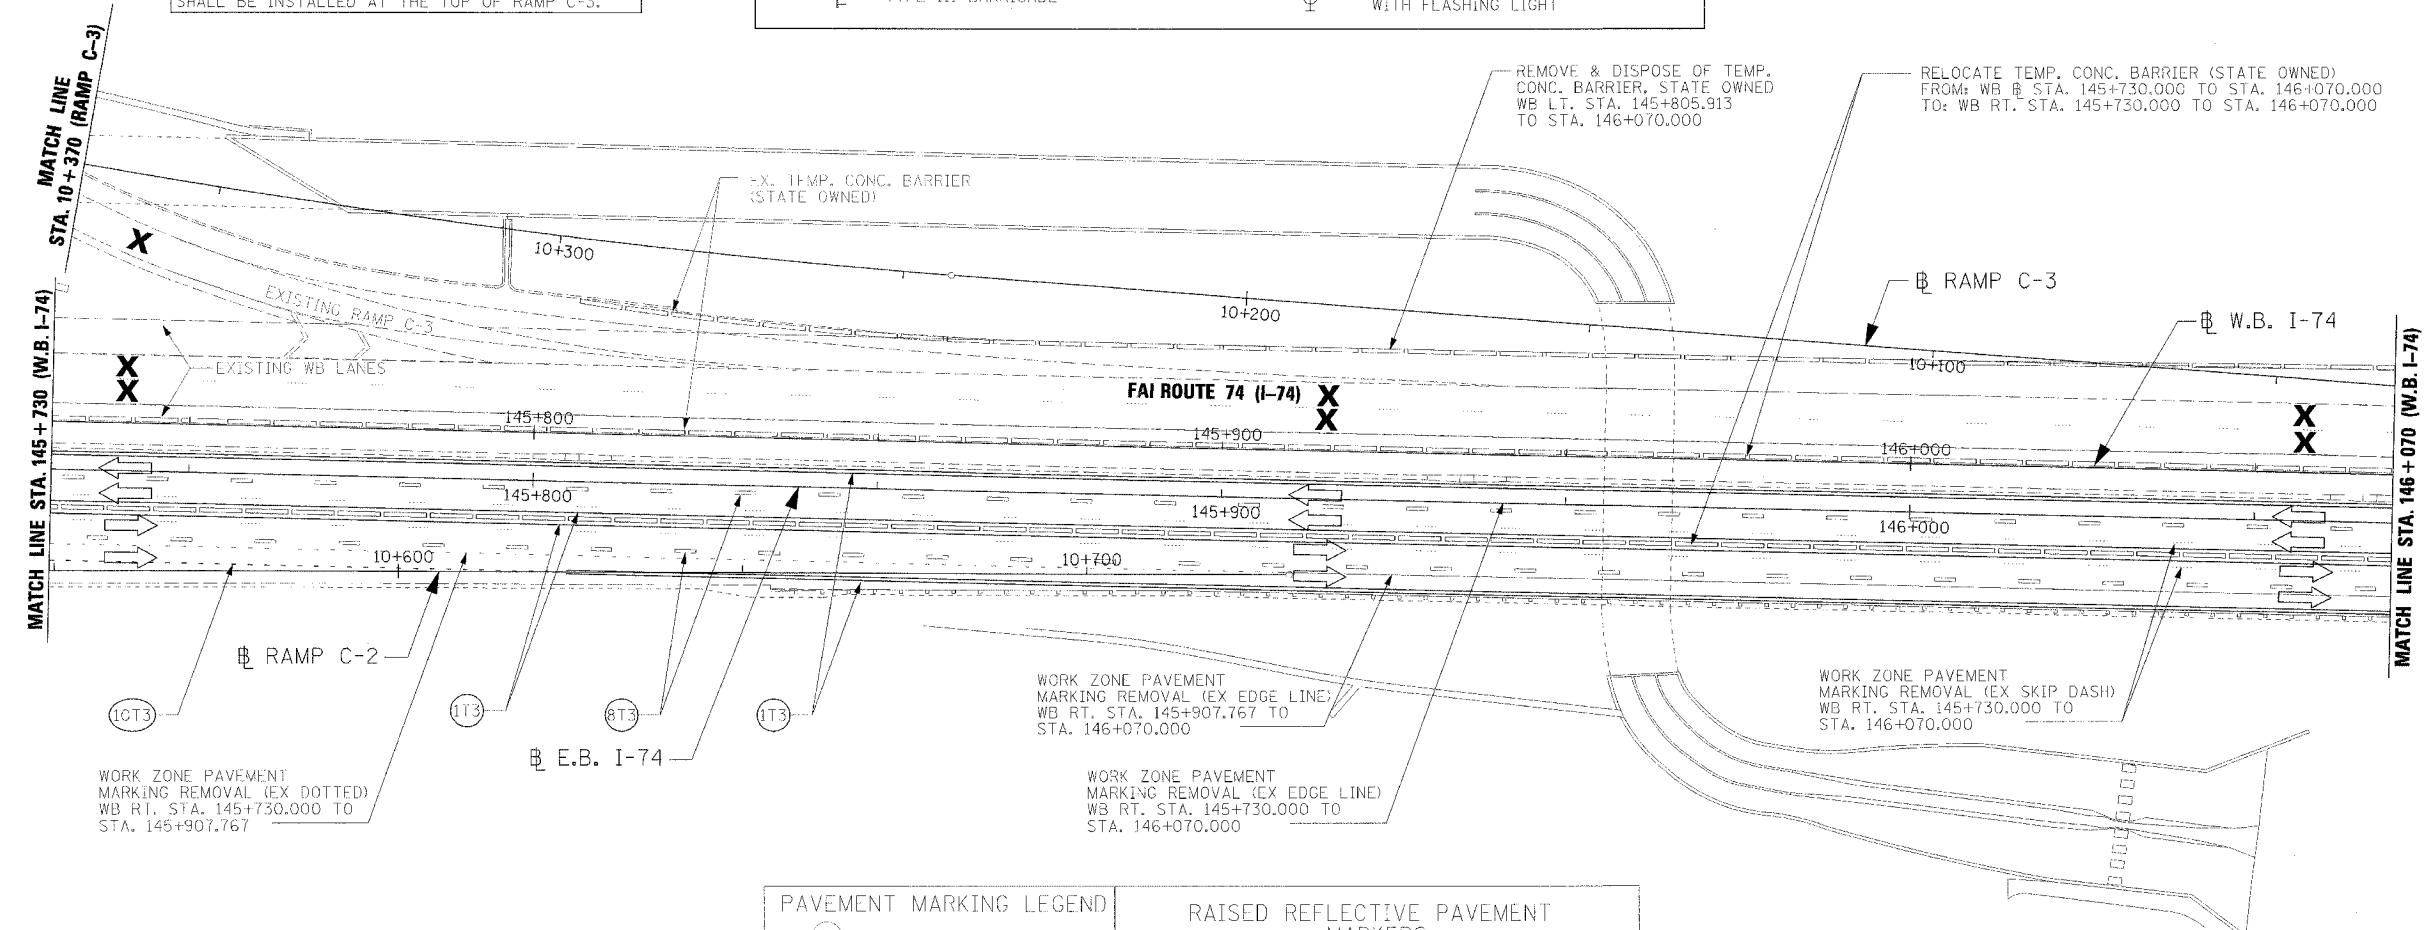 SHALL BE INSTALLED AT THE TOP OF RAMP C-3.
TYPE III BARRICADE
WITH FLASHING LIGHT
MATCH LINE
STA. 10+370 (RAMP C-3)
REMOVE & DISPOSE OF TEMP.
CONC. BARRIER, STATE OWNED
WB LT. STA. 145+805.913
TO STA. 146+070.000
RELOCATE TEMP. CONC. BARRIER (STATE OWNED)
FROM: WB ℄ STA. 145+730.000 TO STA. 146+070.000
TO: WB RT. STA. 145+730.000 TO STA. 146+070.000
EX. TEMP. CONC. BARRIER
(STATE OWNED)
X
10+300
EXISTING RAMP C-3
10+200
RAMP C-3
W.B. I-74
10+100
MATCH LINE STA. 145+730 (W.B. I-74)
X
X
EXISTING WB LANES
FAI ROUTE 74 (I-74)
X
X
X
X
MATCH LINE STA. 146+070 (W.B. I-74)
145+800
145+900
146+000
145+800
145+900
146+000
10+600
10+700
RAMP C-2
10T3
1T3
8T3
1T3
E.B. I-74
WORK ZONE PAVEMENT
MARKING REMOVAL (EX EDGE LINE)
WB RT. STA. 145+907.767 TO
STA. 146+070.000
WORK ZONE PAVEMENT
MARKING REMOVAL (EX SKIP DASH)
WB RT. STA. 145+730.000 TO
STA. 146+070.000
WORK ZONE PAVEMENT
MARKING REMOVAL (EX DOTTED)
WB RT. STA. 145+730.000 TO
STA. 145+907.767
WORK ZONE PAVEMENT
MARKING REMOVAL (EX EDGE LINE)
WB RT. STA. 145+730.000 TO
STA. 146+070.000
PAVEMENT MARKING LEGEND
RAISED REFLECTIVE PAVEMENT
MARKERS